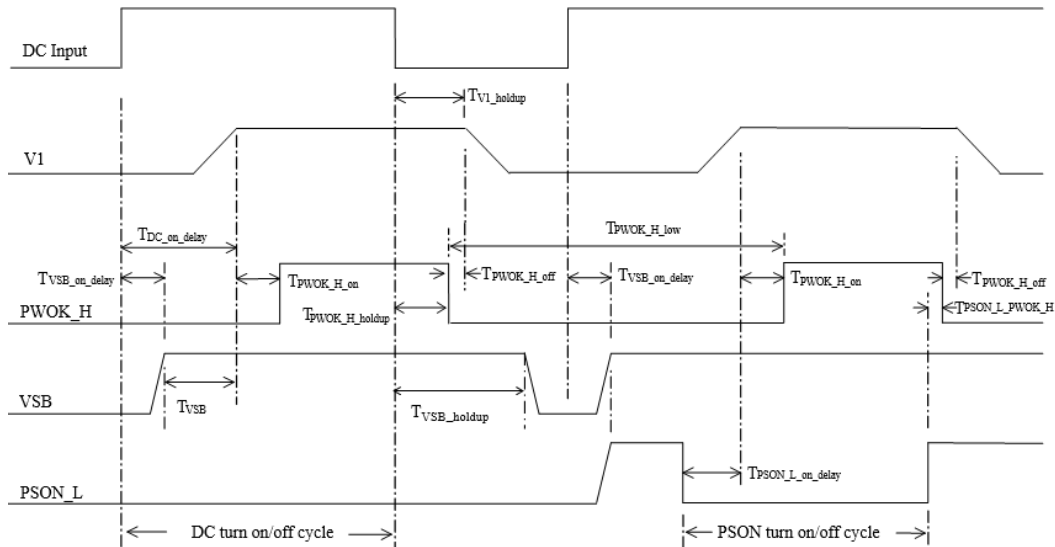 DC Input
TV1_holdup
V1
TDC_on_delay
TPWOK_H_low
TVSB_on_delay
TPWOK_H_on
TPWOK_H_off
TVSB_on_delay
TPWOK_H_on
TPWOK_H_off
PWOK_H
TPWOK_H_holdup
TPSON_L_PWOK_H
VSB
TVSB
TVSB_holdup
PSON_L
TPSON_L_on_delay
DC turn on/off cycle
PSON turn on/off cycle